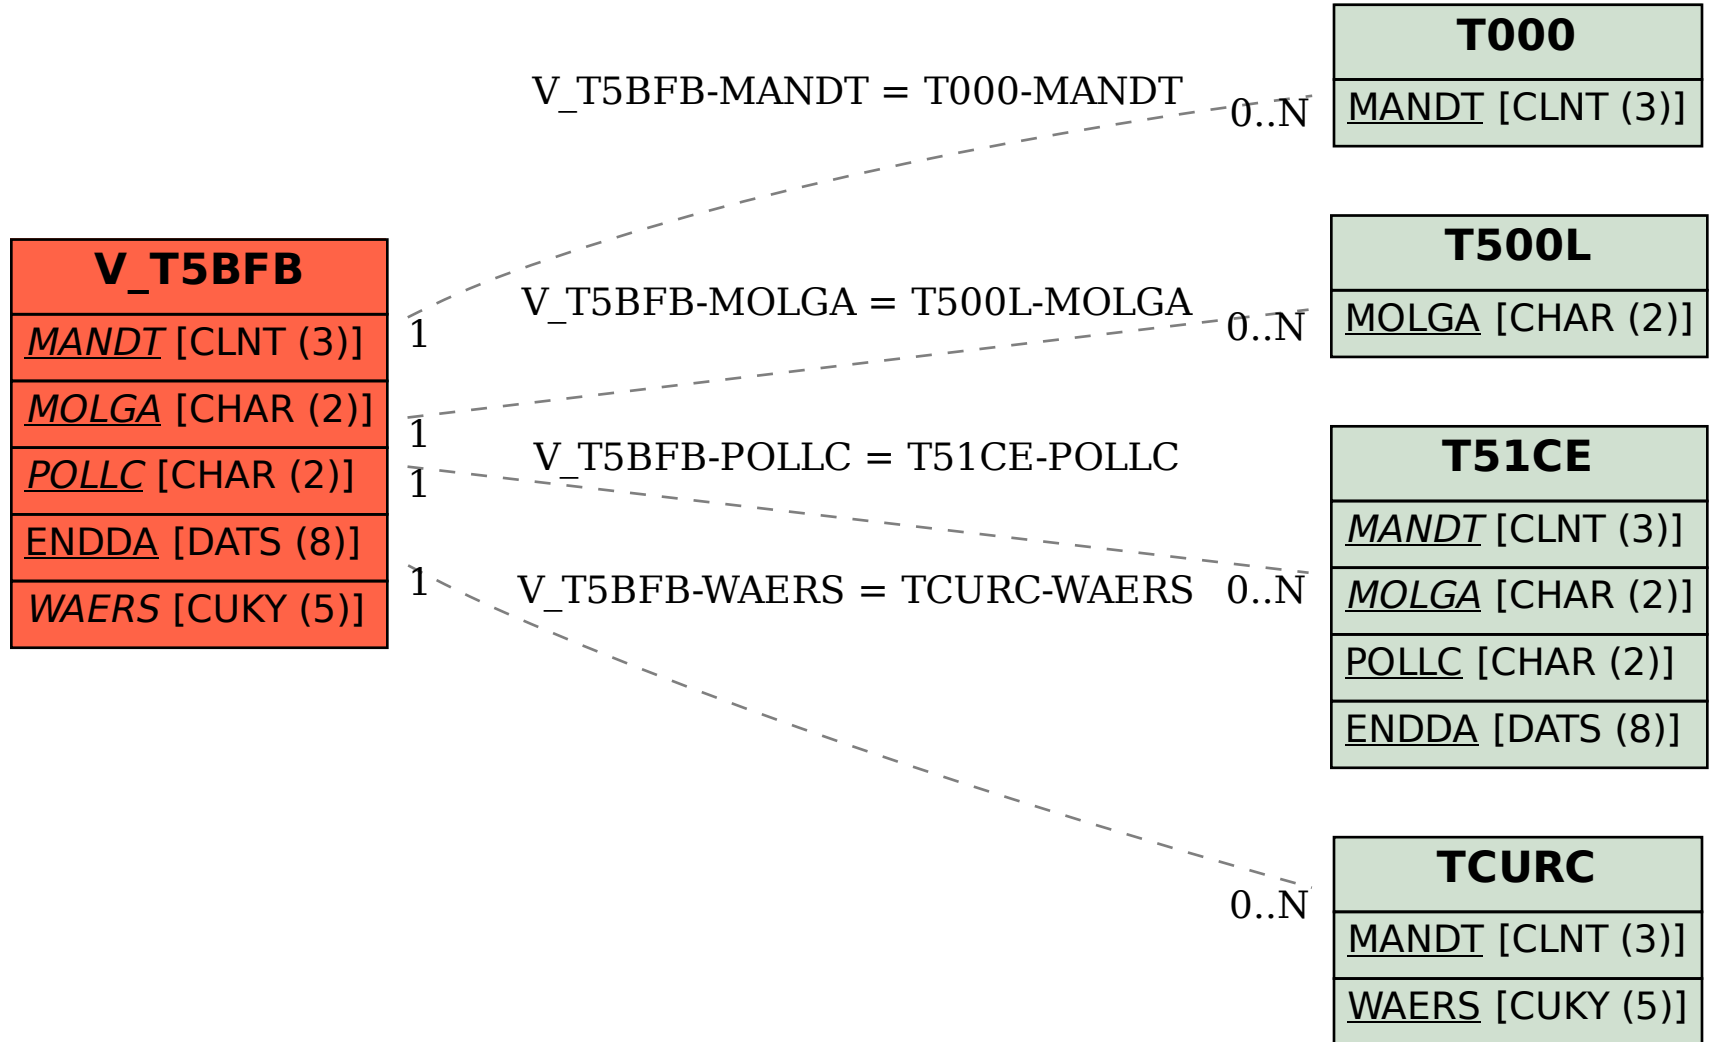 V_T5BFB
MANDT [CLNT (3)]
MOLGA [CHAR (2)]
POLLC [CHAR (2)]
ENDDA [DATS (8)]
WAERS [CUKY (5)]
V_T5BFB-MANDT = T000-MANDT
1
0..N
V_T5BFB-MOLGA = T500L-MOLGA
1
0..N
V_T5BFB-POLLC = T51CE-POLLC
1
0..N
V_T5BFB-WAERS = TCURC-WAERS
1
0..N
T000
MANDT [CLNT (3)]
T500L
MOLGA [CHAR (2)]
T51CE
MANDT [CLNT (3)]
MOLGA [CHAR (2)]
POLLC [CHAR (2)]
ENDDA [DATS (8)]
TCURC
MANDT [CLNT (3)]
WAERS [CUKY (5)]